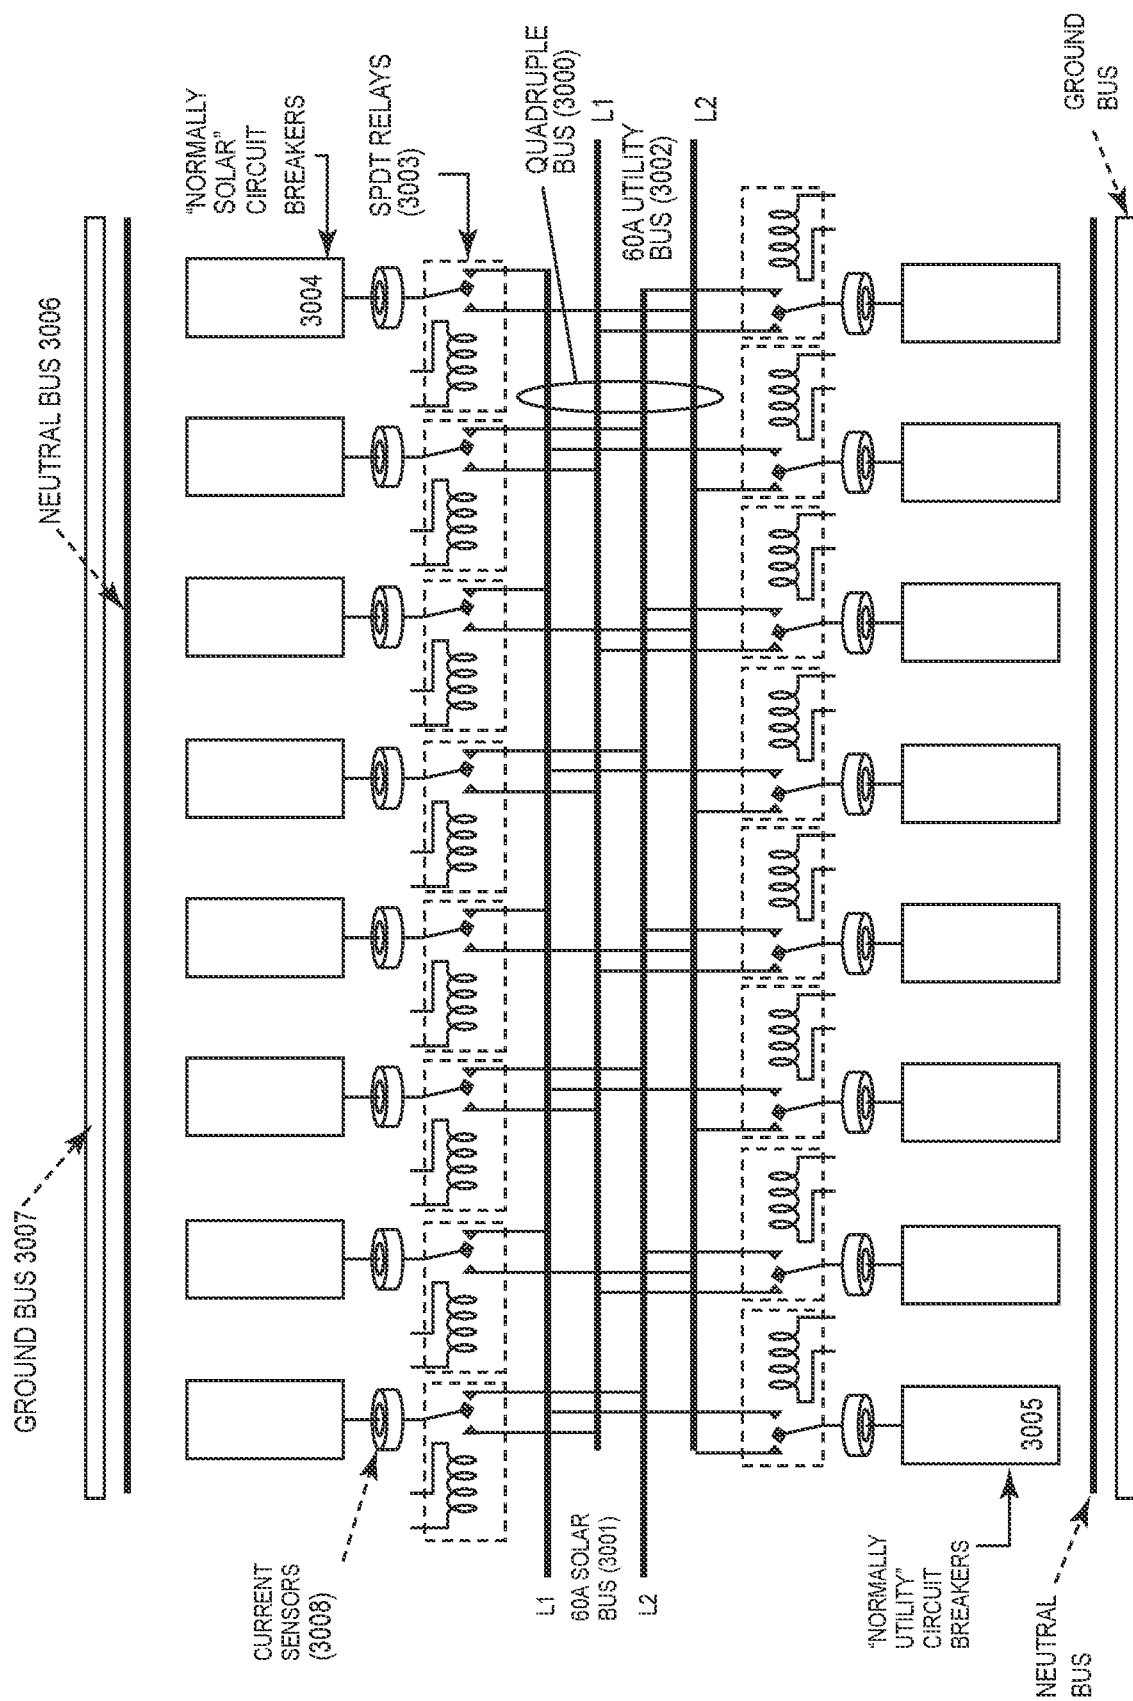 GROUND BUS 3007
NEUTRAL BUS 3006
"NORMALLY
SOLAR"
CIRCUIT
BREAKERS
3004
CURRENT
SENSORS
(3008)
SPDT RELAYS
(3003)
QUADRUPLE
BUS (3000)
L1
60A SOLAR
BUS (3001)
L2
L1
60A UTILITY
BUS (3002)
L2
"NORMALLY
UTILITY"
CIRCUIT
BREAKERS
3005
NEUTRAL
BUS
GROUND
BUS